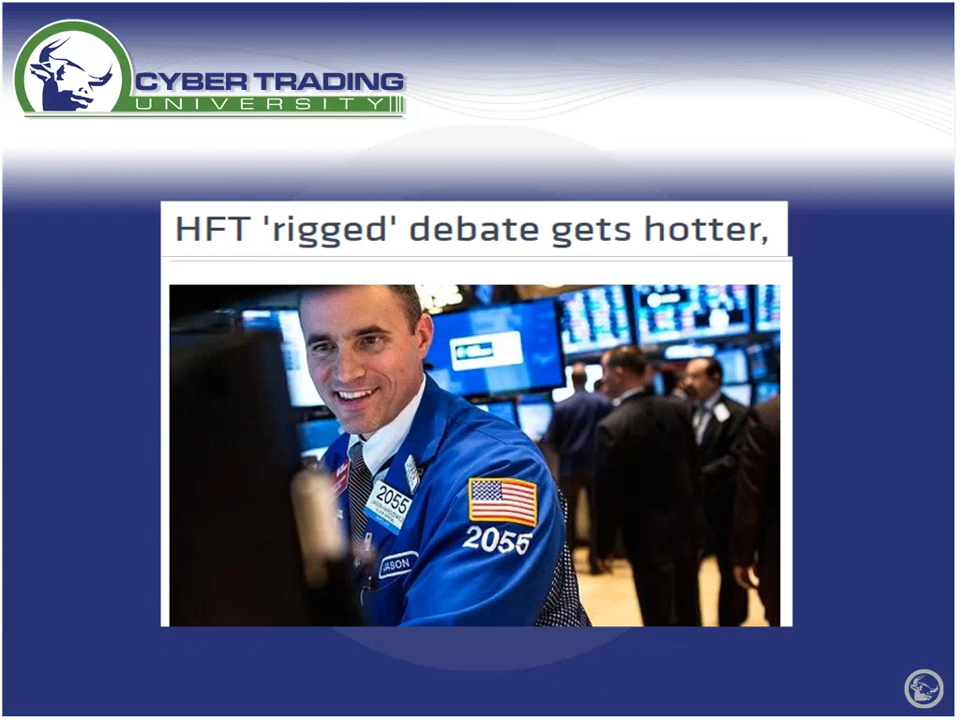 CYBER TRADING
UNIVERSITY
HFT 'rigged' debate gets hotter,
2055
JASON
2055